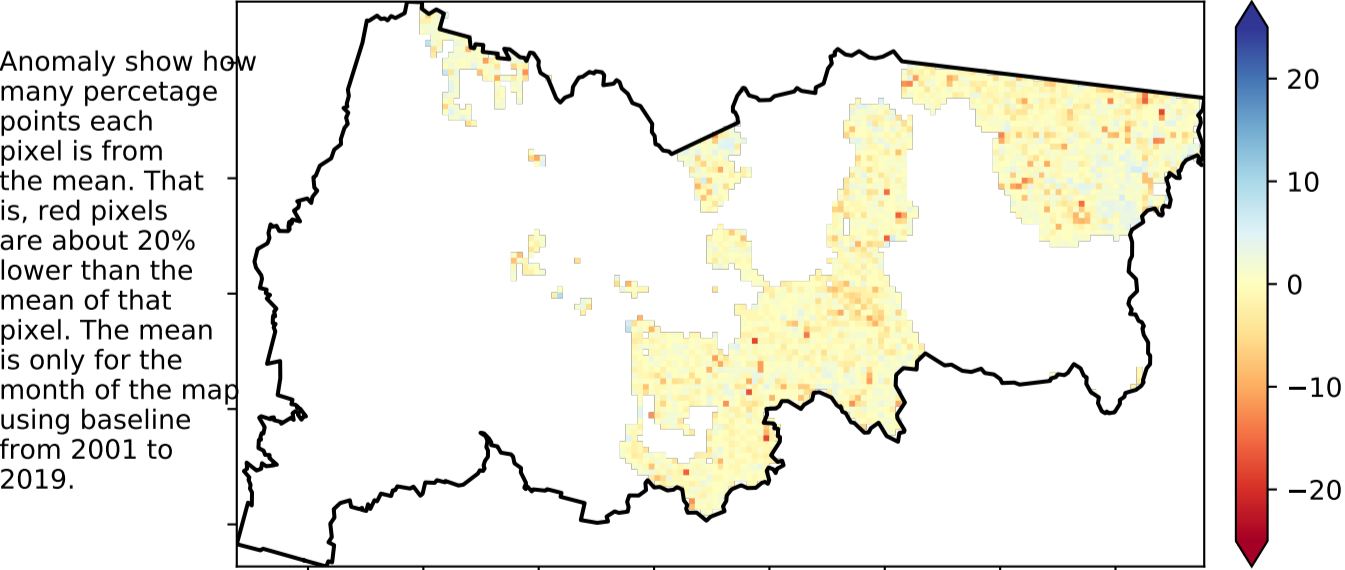 Anomaly show how
many percetage
points each
pixel is from
the mean. That
is, red pixels
are about 20%
lower than the
mean of that
pixel. The mean
is only for the
month of the map
using baseline
from 2001 to
2019.
20
10
0
−10
−20